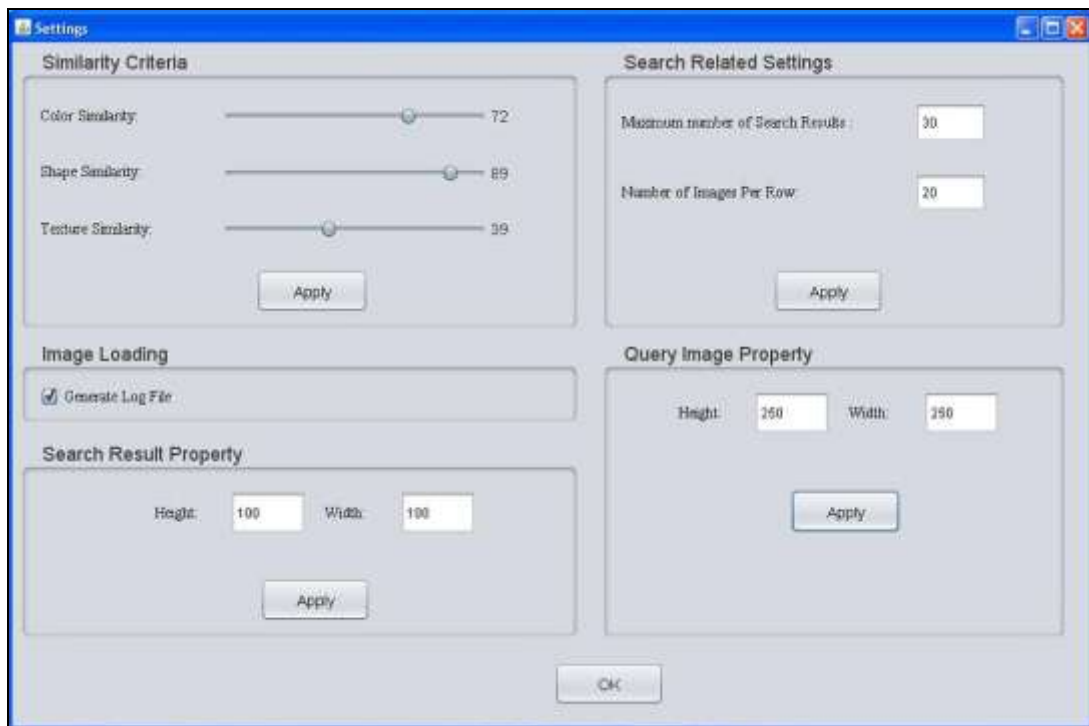 Settings
Similarity Criteria
Color Similarity: 72
Shape Similarity: 89
Texture Similarity: 39
Apply
Search Related Settings
Maximum number of Search Results : 30
Number of Images Per Row: 20
Apply
Image Loading
Generate Log File
Query Image Property
Height: 250 Width: 250
Apply
Search Result Property
Height: 100 Width: 100
Apply
OK